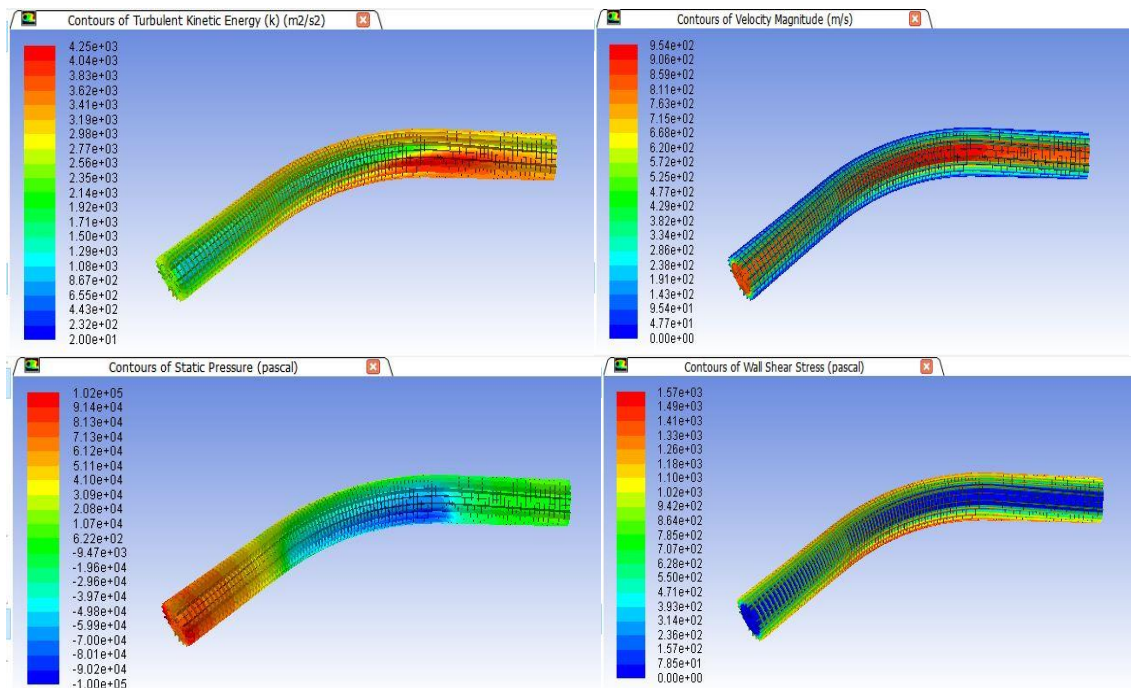 Contours of Turbulent Kinetic Energy (k) (m2/s2)
4.25e+03
4.04e+03
3.83e+03
3.62e+03
3.41e+03
3.19e+03
2.98e+03
2.77e+03
2.56e+03
2.35e+03
2.14e+03
1.92e+03
1.71e+03
1.50e+03
1.29e+03
1.08e+03
8.67e+02
6.55e+02
4.43e+02
2.32e+02
2.00e+01
Contours of Velocity Magnitude (m/s)
9.54e+02
9.06e+02
8.59e+02
8.11e+02
7.63e+02
7.15e+02
6.68e+02
6.20e+02
5.72e+02
5.25e+02
4.77e+02
4.29e+02
3.82e+02
3.34e+02
2.86e+02
2.38e+02
1.91e+02
1.43e+02
9.54e+01
4.77e+01
0.00e+00
Contours of Static Pressure (pascal)
1.02e+05
9.14e+04
8.13e+04
7.13e+04
6.12e+04
5.11e+04
4.10e+04
3.09e+04
2.08e+04
1.07e+04
6.22e+02
-9.47e+03
-1.96e+04
-2.96e+04
-3.97e+04
-4.98e+04
-5.99e+04
-7.00e+04
-8.01e+04
-9.02e+04
-1.00e+05
Contours of Wall Shear Stress (pascal)
1.57e+03
1.49e+03
1.41e+03
1.33e+03
1.26e+03
1.18e+03
1.10e+03
1.02e+03
9.42e+02
8.64e+02
7.85e+02
7.07e+02
6.28e+02
5.50e+02
4.71e+02
3.93e+02
3.14e+02
2.36e+02
1.57e+02
7.85e+01
0.00e+00